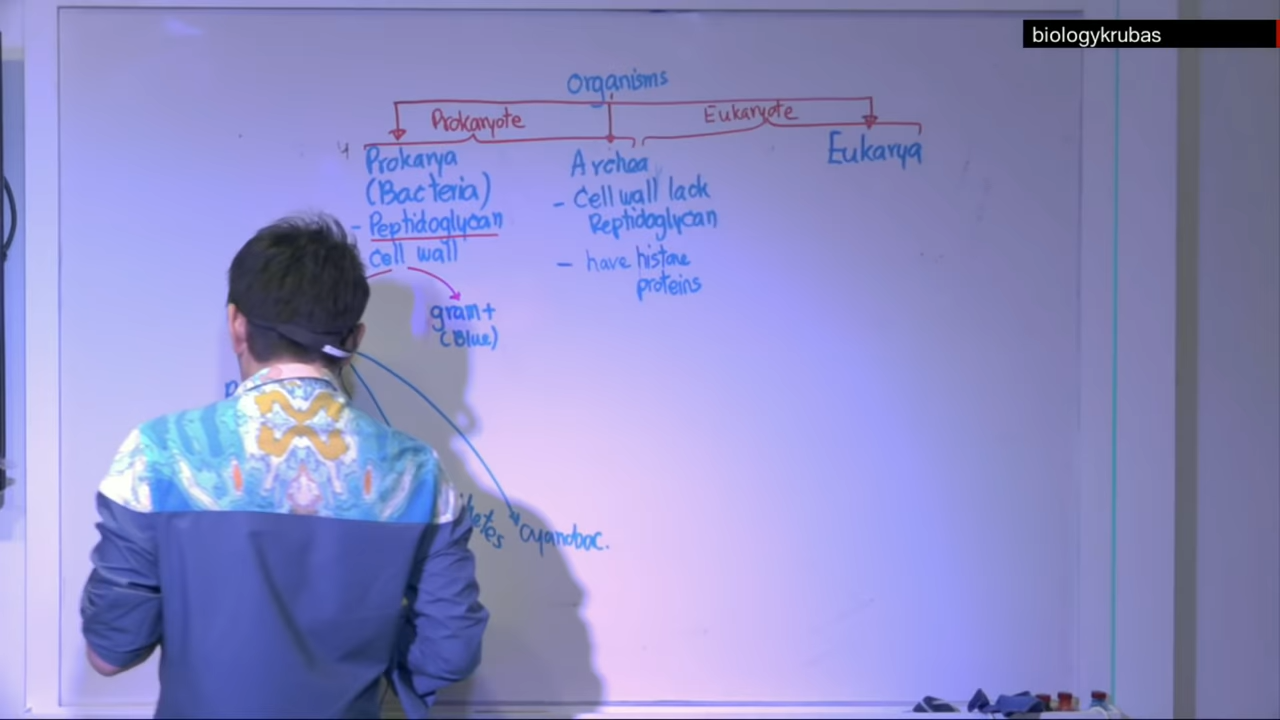 biologykrubas
Organisms
Prokaryote
Eukaryote
Prokarya
(Bacteria)
- Peptidoglycan
cell wall
gram+
(Blue)
Archea
- Cell wall lack
Peptidoglycan
- have histone
proteins
Eukarya
cyanobac.